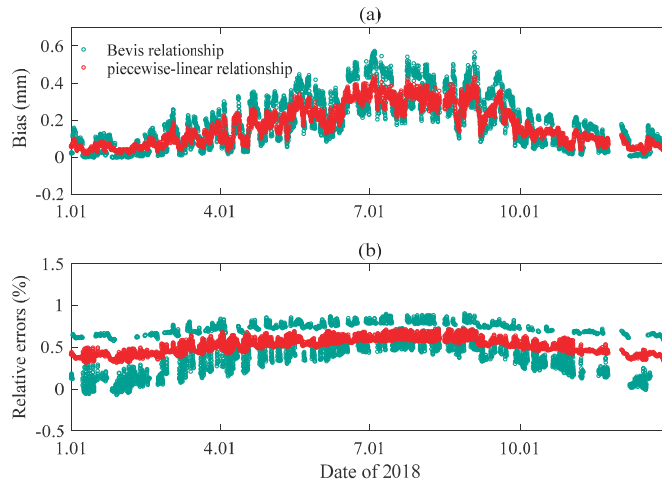 (a)
Bevis relationship
piecewise-linear relationship
Bias (mm)
0.6
0.4
0.2
0
-0.2
1.01
4.01
7.01
10.01
(b)
Relative errors (%)
1.5
1
0.5
0
-0.5
1.01
4.01
7.01
10.01
Date of 2018